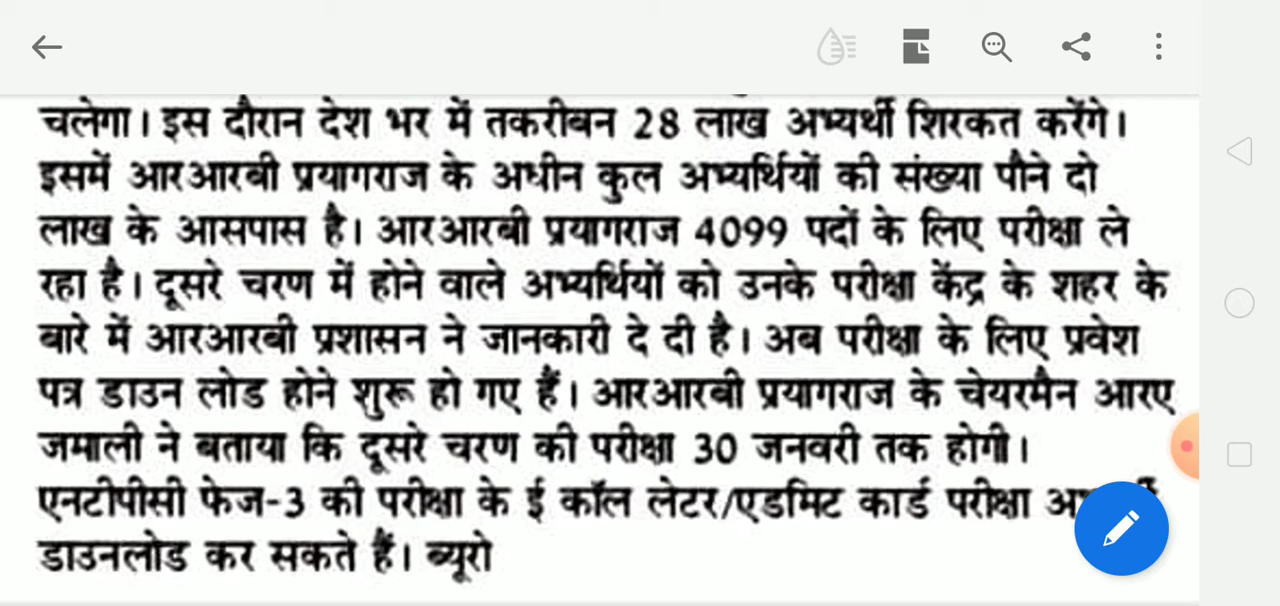 चलेगा। इस दौरान देश भर में तकरीबन 28 लाख अभ्यर्थी शिरकत करेंगे।
इसमें आरआरबी प्रयागराज के अधीन कुल अभ्यर्थियों की संख्या पौने दो
लाख के आसपास है। आरआरबी प्रयागराज 4099 पदों के लिए परीक्षा ले
रहा है। दूसरे चरण में होने वाले अभ्यर्थियों को उनके परीक्षा केंद्र के शहर के
बारे में आरआरबी प्रशासन ने जानकारी दे दी है। अब परीक्षा के लिए प्रवेश
पत्र डाउन लोड होने शुरू हो गए हैं। आरआरबी प्रयागराज के चेयरमैन आरए
जमाली ने बताया कि दूसरे चरण की परीक्षा 30 जनवरी तक होगी।
एनटीपीसी फेज-3 की परीक्षा के ई कॉल लेटर/एडमिट कार्ड परीक्षा
डाउनलोड कर सकते हैं। ब्यूरो